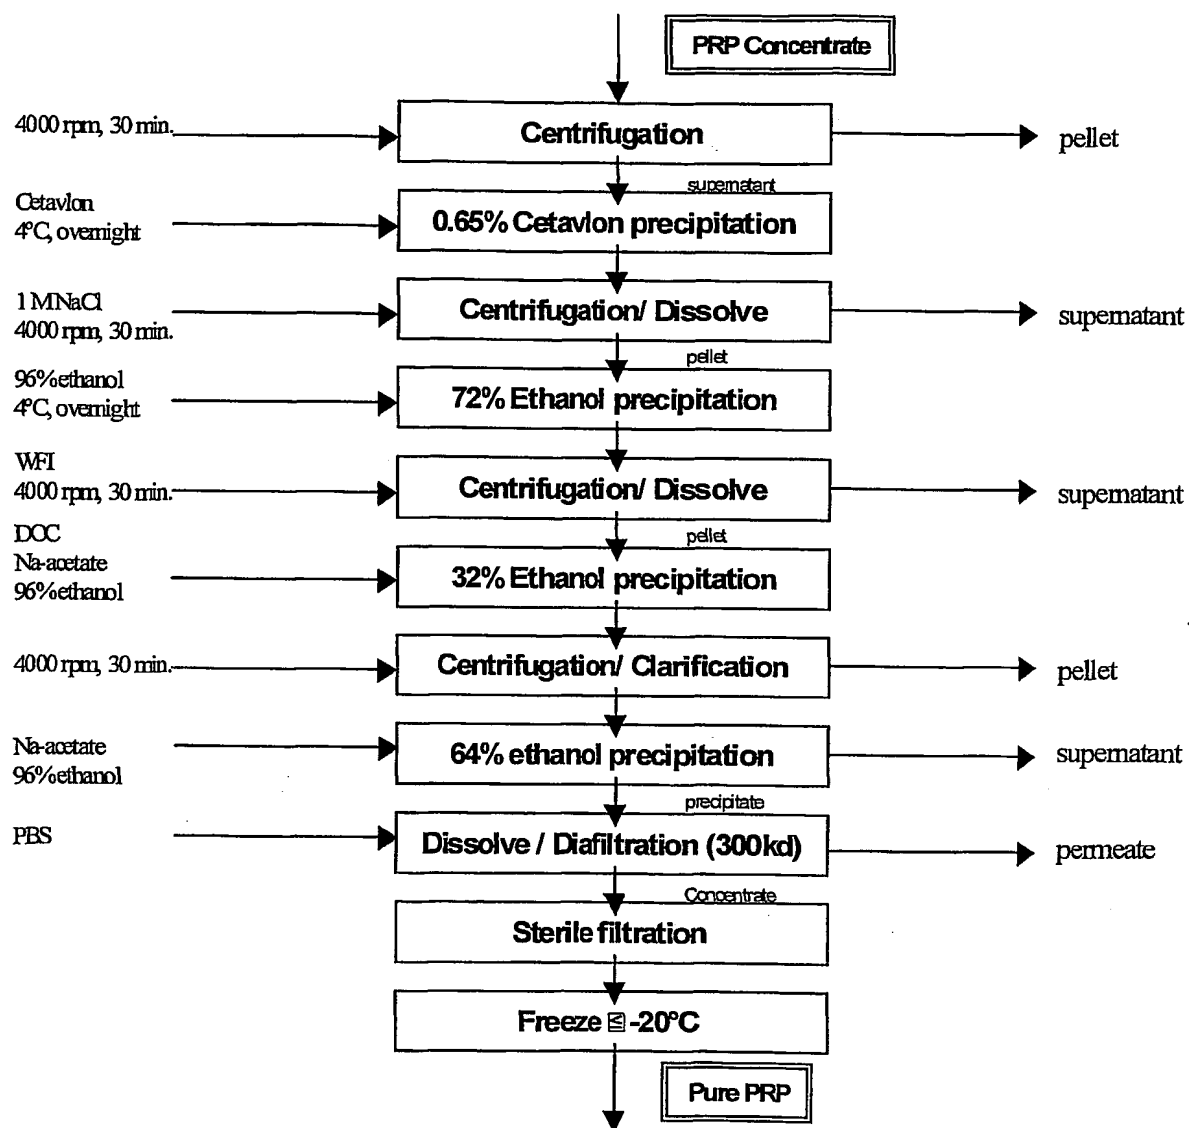 PRP Concentrate
4000 rpm, 30 min.
Centrifugation
pellet
supernatant
Cetavlon
4°C, overnight
0.65% Cetavlon precipitation
1 M NaCl
4000 rpm, 30 min.
Centrifugation/ Dissolve
supernatant
pellet
96% ethanol
4°C, overnight
72% Ethanol precipitation
WFI
4000 rpm, 30 min.
Centrifugation/ Dissolve
supernatant
pellet
DOC
Na-acetate
96% ethanol
32% Ethanol precipitation
4000 rpm, 30 min.
Centrifugation/ Clarification
pellet
Na-acetate
96% ethanol
64% ethanol precipitation
supernatant
precipitate
PBS
Dissolve / Diafiltration (300kd)
permeate
Concentrate
Sterile filtration
Freeze ≤ -20°C
Pure PRP